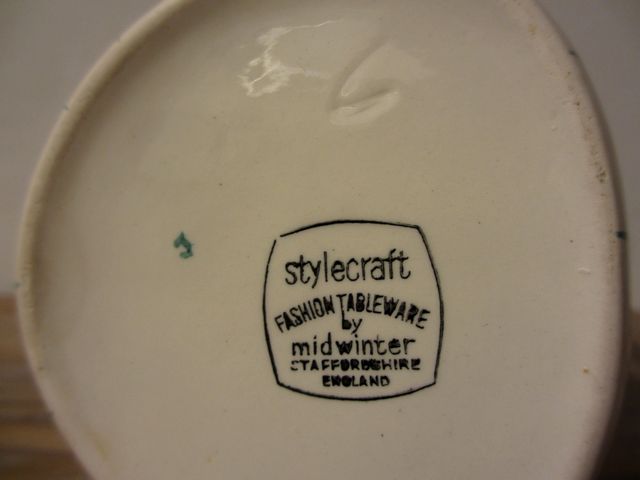 stylecraft
FASHION TABLEWARE
by
midwinter
STAFFORDSHIRE
ENGLAND